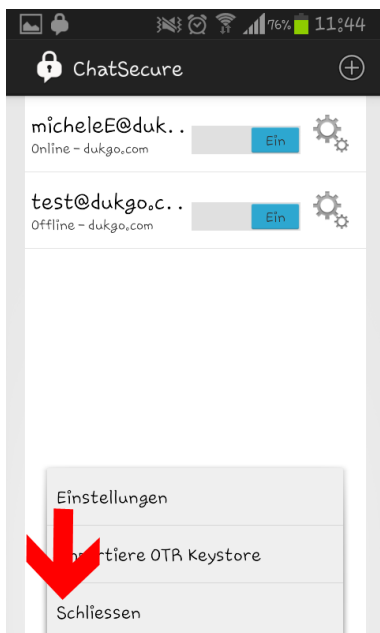 76% 11:44
ChatSecure
micheleE@duk. .
Ein
Online - dukgo.com
test@dukgo.c. .
Ein
Offline - dukgo.com
Einstellungen
OTR Keystore
Schliessen